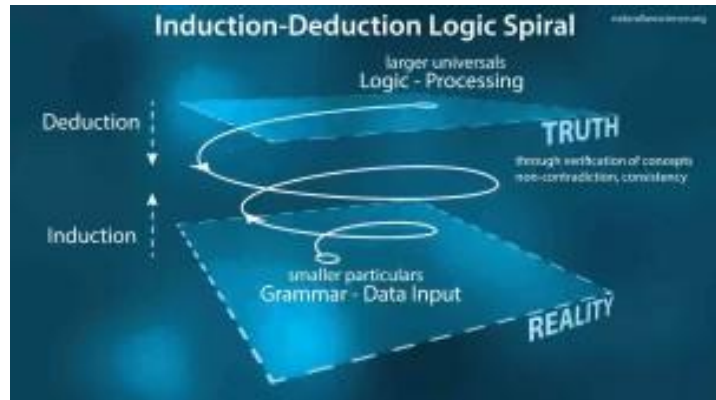 Induction-Deduction Logic Spiral
larger universals
Logic - Processing
Deduction
TRUTH
through verification of concepts
non-contradiction, consistency
Induction
smaller particulars
Grammar - Data Input
REALITY